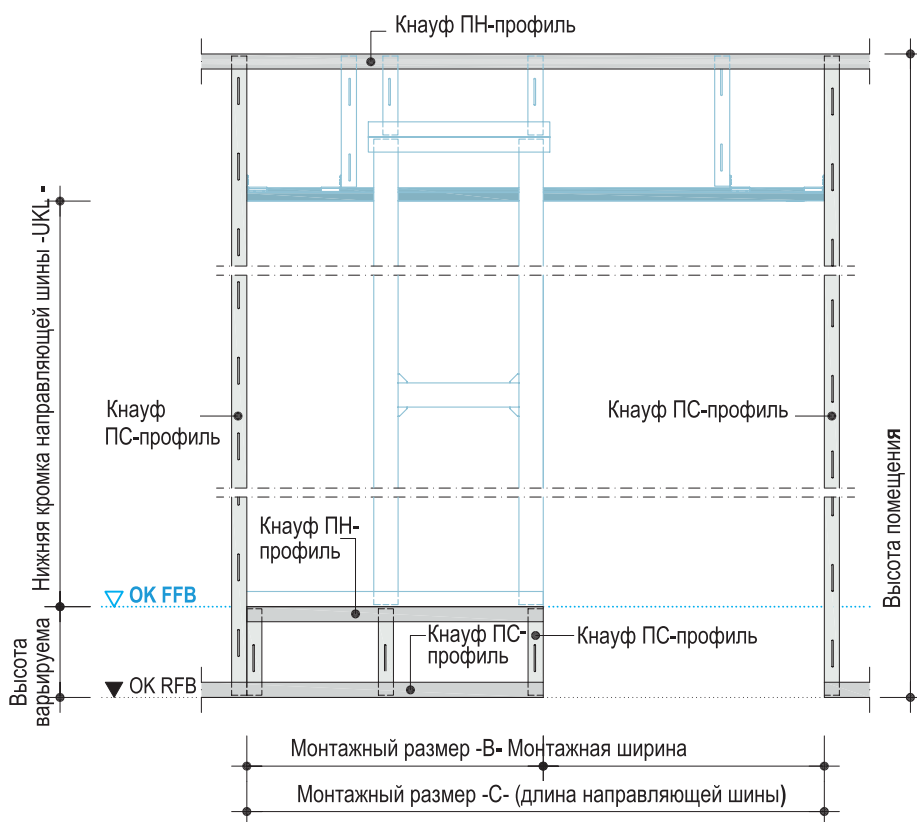 Кнауф ПН-профиль
Нижняя кромка направляющей шины -UKL-
Кнауф
ПС-профиль
Кнауф ПС-профиль
Высота помещения
Кнауф ПН-
профиль
OK FFB
Кнауф ПС-
профиль
Кнауф ПС-профиль
Высота
варьируема
OK RFB
Монтажный размер -B- Монтажная ширина
Монтажный размер -C- (длина направляющей шины)